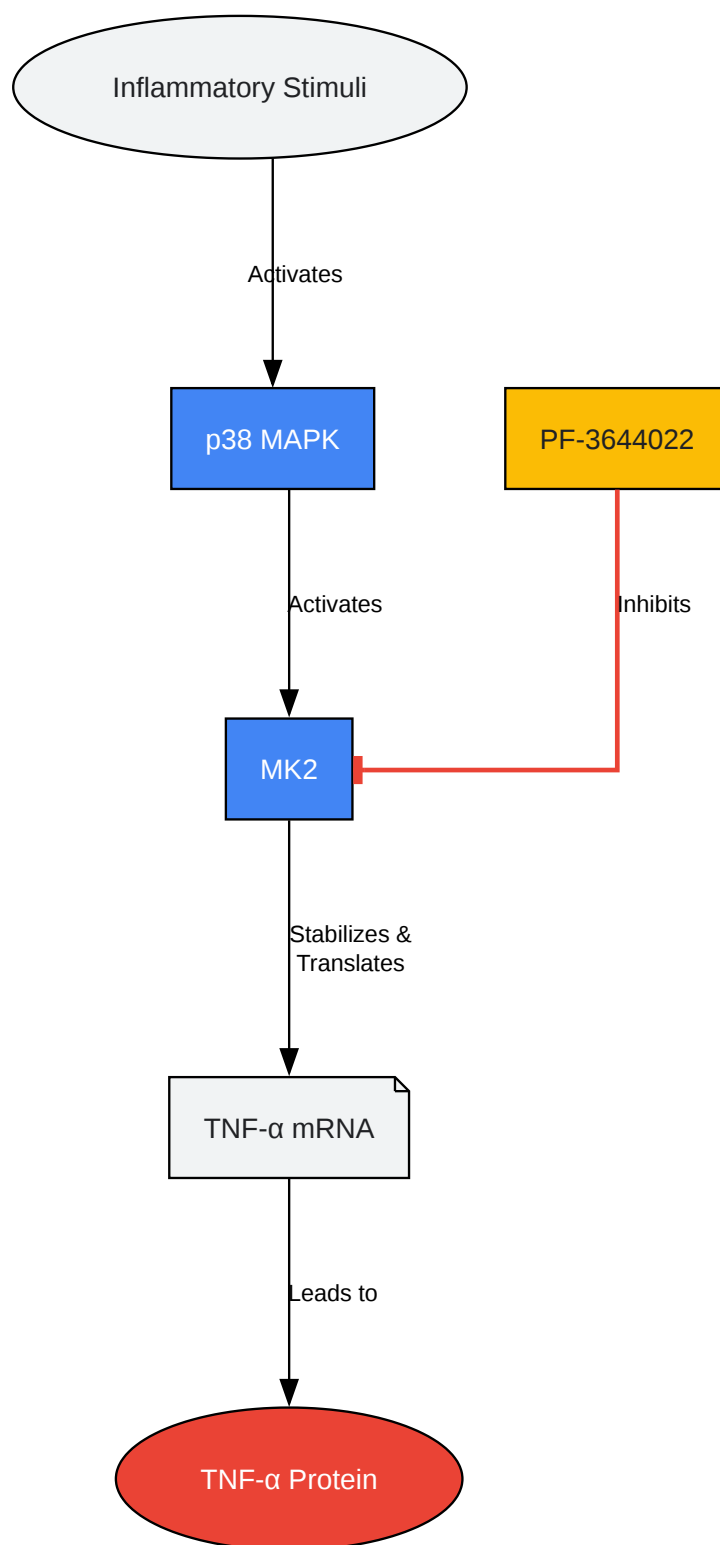 Inflammatory Stimuli
Activates
p38 MAPK
PF-3644022
Activates
Inhibits
MK2
Stabilizes &
Translates
TNF-α mRNA
Leads to
TNF-α Protein